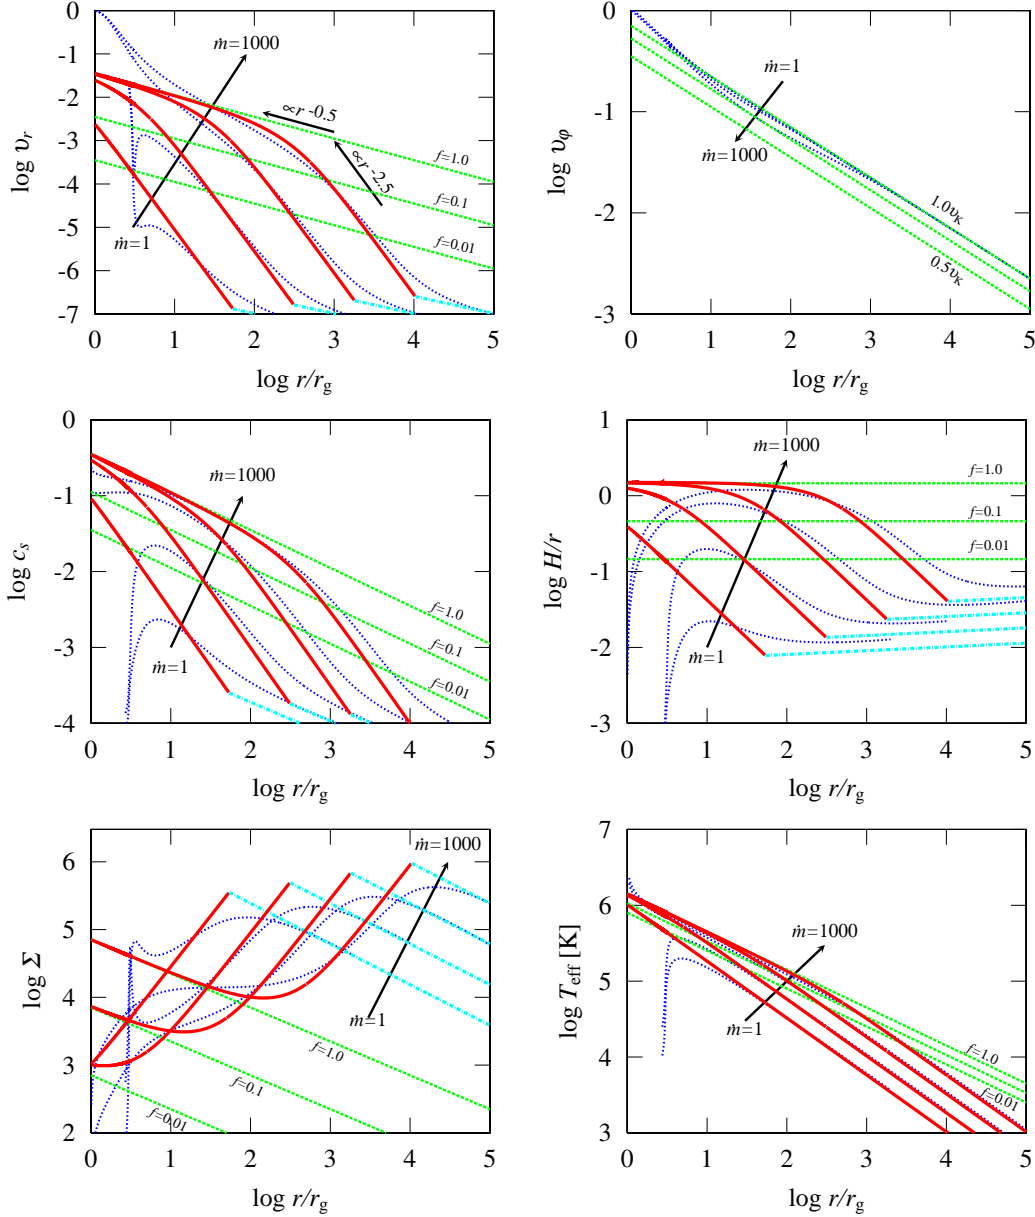 0
-1
-2
-3
-4
-5
-6
-7
0 1 2 3 4 5
log υr
log r/rg
ṁ=1000
ṁ=1
∝r -0.5
∝r -2.5
f=1.0
f=0.1
f=0.01
0
-1
-2
-3
0 1 2 3 4 5
log υφ
log r/rg
ṁ=1
ṁ=1000
1.0υK
0.5υK
0
-1
-2
-3
-4
0 1 2 3 4 5
log cs
log r/rg
ṁ=1000
ṁ=1
f=1.0
f=0.1
f=0.01
1
0
-1
-2
-3
0 1 2 3 4 5
log H/r
log r/rg
ṁ=1000
ṁ=1
f=1.0
f=0.1
f=0.01
6
5
4
3
2
0 1 2 3 4 5
log Σ
log r/rg
ṁ=1000
ṁ=1
f=1.0
f=0.1
f=0.01
7
6
5
4
3
0 1 2 3 4 5
log Teff [K]
log r/rg
ṁ=1000
ṁ=1
f=1.0
f=0.01